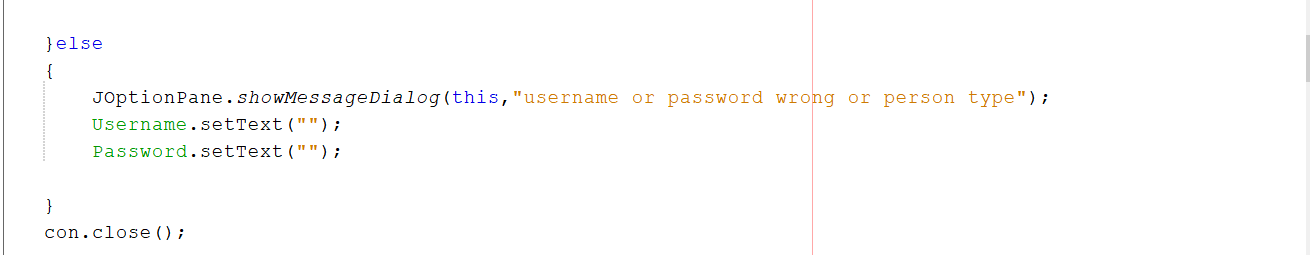 }else
{
JOptionPane.showMessageDialog(this,"username or password wrong or person type");
Username.setText("");
Password.setText("");
}
con.close();